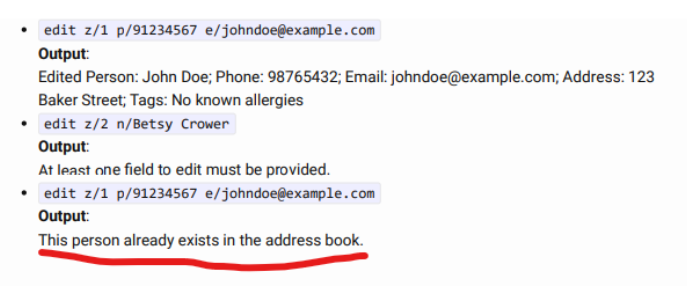 edit z/1 p/91234567 e/johndoe@example.com
Output:
Edited Person: John Doe; Phone: 98765432; Email: johndoe@example.com; Address: 123
Baker Street; Tags: No known allergies
edit z/2 n/Betsy Crower
Output:
At least one field to edit must be provided.
edit z/1 p/91234567 e/johndoe@example.com
Output:
This person already exists in the address book.